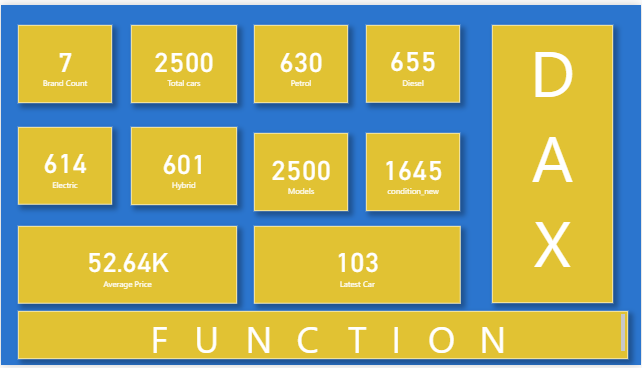 7
Brand Count
2500
Total cars
630
Petrol
655
Diesel
614
Electric
601
Hybrid
2500
Models
1645
condition_new
52.64K
Average Price
103
Latest Car
D
A
X
FUNCTION